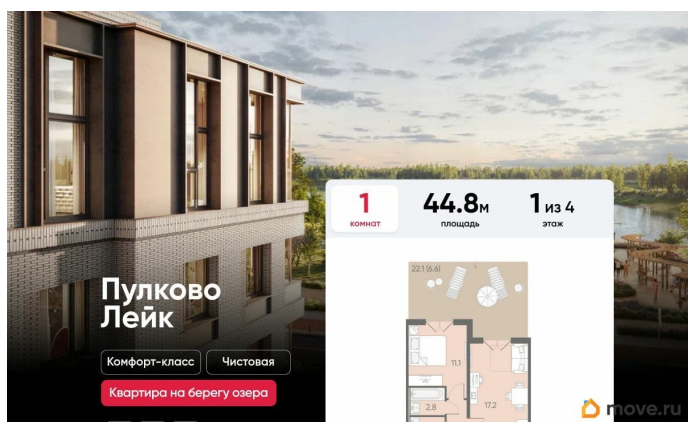 1
комнат
44.8м
площадь
1 из 4
этаж
22.1 (6.6)
Пулково
Лейк
11.1
Комфорт-класс
Чистовая
Квартира на берегу озера
2.8
17.2
move.ru